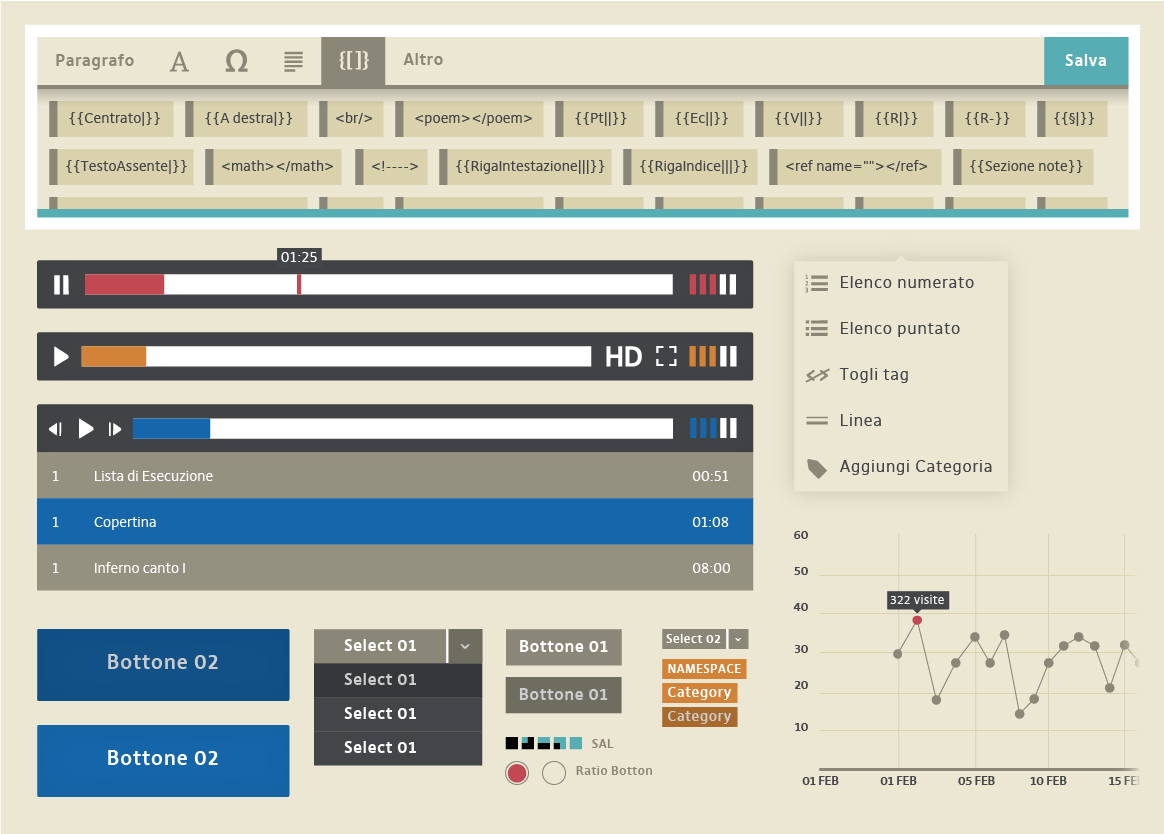 Paragrafo A Ω {[]} Altro Salva
{{Centrato|}} {{A destra|}} <br/> <poem></poem> {{Pt||}} {{Ec||}} {{V||}} {{R|}} {{R-}} {{§|}}
{{TestoAssente|}} <math></math> <!----> {{RigaIntestazione|||}} {{RigaIndice|||}} <ref name=""></ref> {{Sezione note}}
01:25
HD
1 Lista di Esecuzione 00:51
1 Copertina 01:08
1 Inferno canto I 08:00
1 2 3 Elenco numerato
Elenco puntato
Togli tag
Linea
Aggiungi Categoria
60
50
40
30
20
10
322 visite
01 FEB 01 FEB 05 FEB 10 FEB 15 FE
Bottone 02
Bottone 02
Select 01
Select 01
Select 01
Select 01
Bottone 01
Bottone 01
Select 02
NAMESPACE
Category
Category
SAL
Ratio Botton